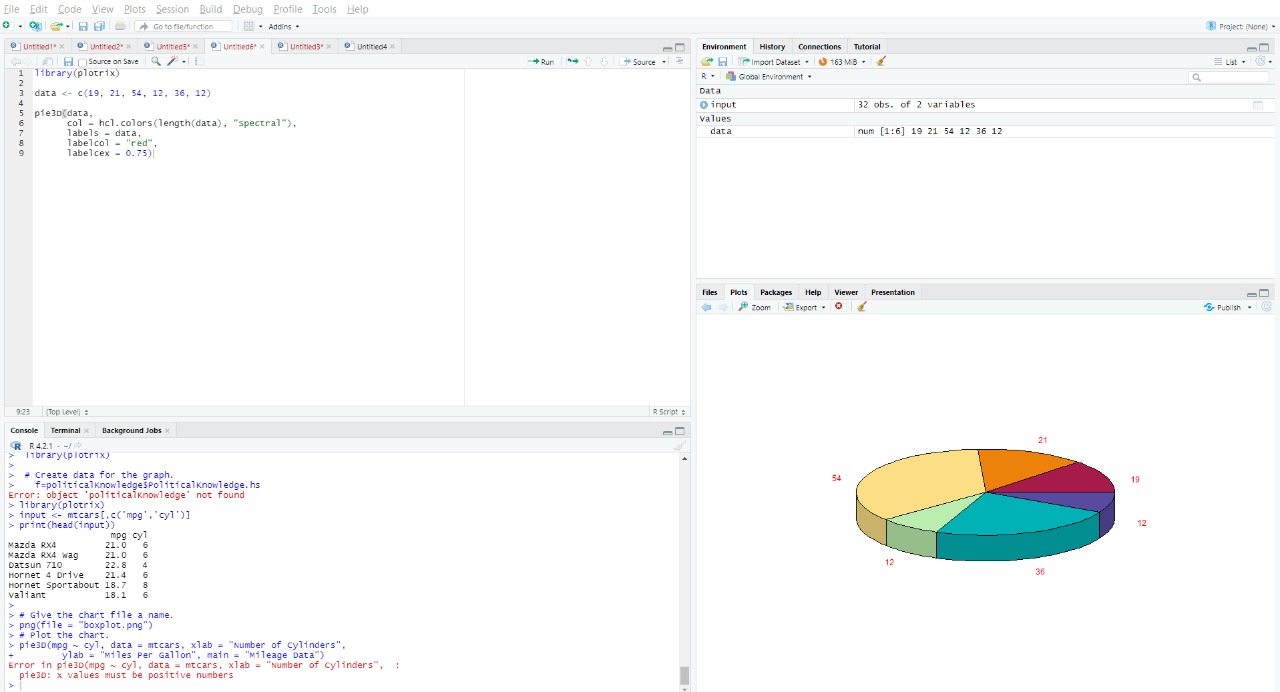 File Edit Code View Plots Session Build Debug Profile Tools Help
Go to file/function Addins Project: (None)
Untitled1* Untitled2* Untitled5* Untitled6* Untitled3* Untitled4
Source on Save Run Source
1 library(plotrix)
2
3 data <- c(19, 21, 54, 12, 36, 12)
4
5 pie3D(data,
6 col = hcl.colors(length(data), "spectral"),
7 labels = data,
8 labelcol = "red",
9 labelcex = 0.75)
9:23 (Top Level) R Script
Console Terminal Background Jobs
R 4.2.1 · ~/
> library(plotrix)
>
> # Create data for the graph.
> f=politicalKnowledge$PoliticalKnowledge.hs
Error: object 'politicalKnowledge' not found
> library(plotrix)
> input <- mtcars[,c('mpg','cyl')]
> print(head(input))
mpg cyl
Mazda RX4 21.0 6
Mazda RX4 Wag 21.0 6
Datsun 710 22.8 4
Hornet 4 Drive 21.4 6
Hornet Sportabout 18.7 8
Valiant 18.1 6
>
> # Give the chart file a name.
> png(file = "boxplot.png")
> # Plot the chart.
> pie3D(mpg ~ cyl, data = mtcars, xlab = "Number of Cylinders",
+ ylab = "Miles Per Gallon", main = "Mileage Data")
Error in pie3D(mpg ~ cyl, data = mtcars, xlab = "Number of Cylinders", :
pie3D: x values must be positive numbers
>
Environment History Connections Tutorial
Import Dataset 163 MiB List
R Global Environment
Data
input 32 obs. of 2 variables
Values
data num [1:6] 19 21 54 12 36 12
Files Plots Packages Help Viewer Presentation
Zoom Export Publish
21
54
19
12
12
36